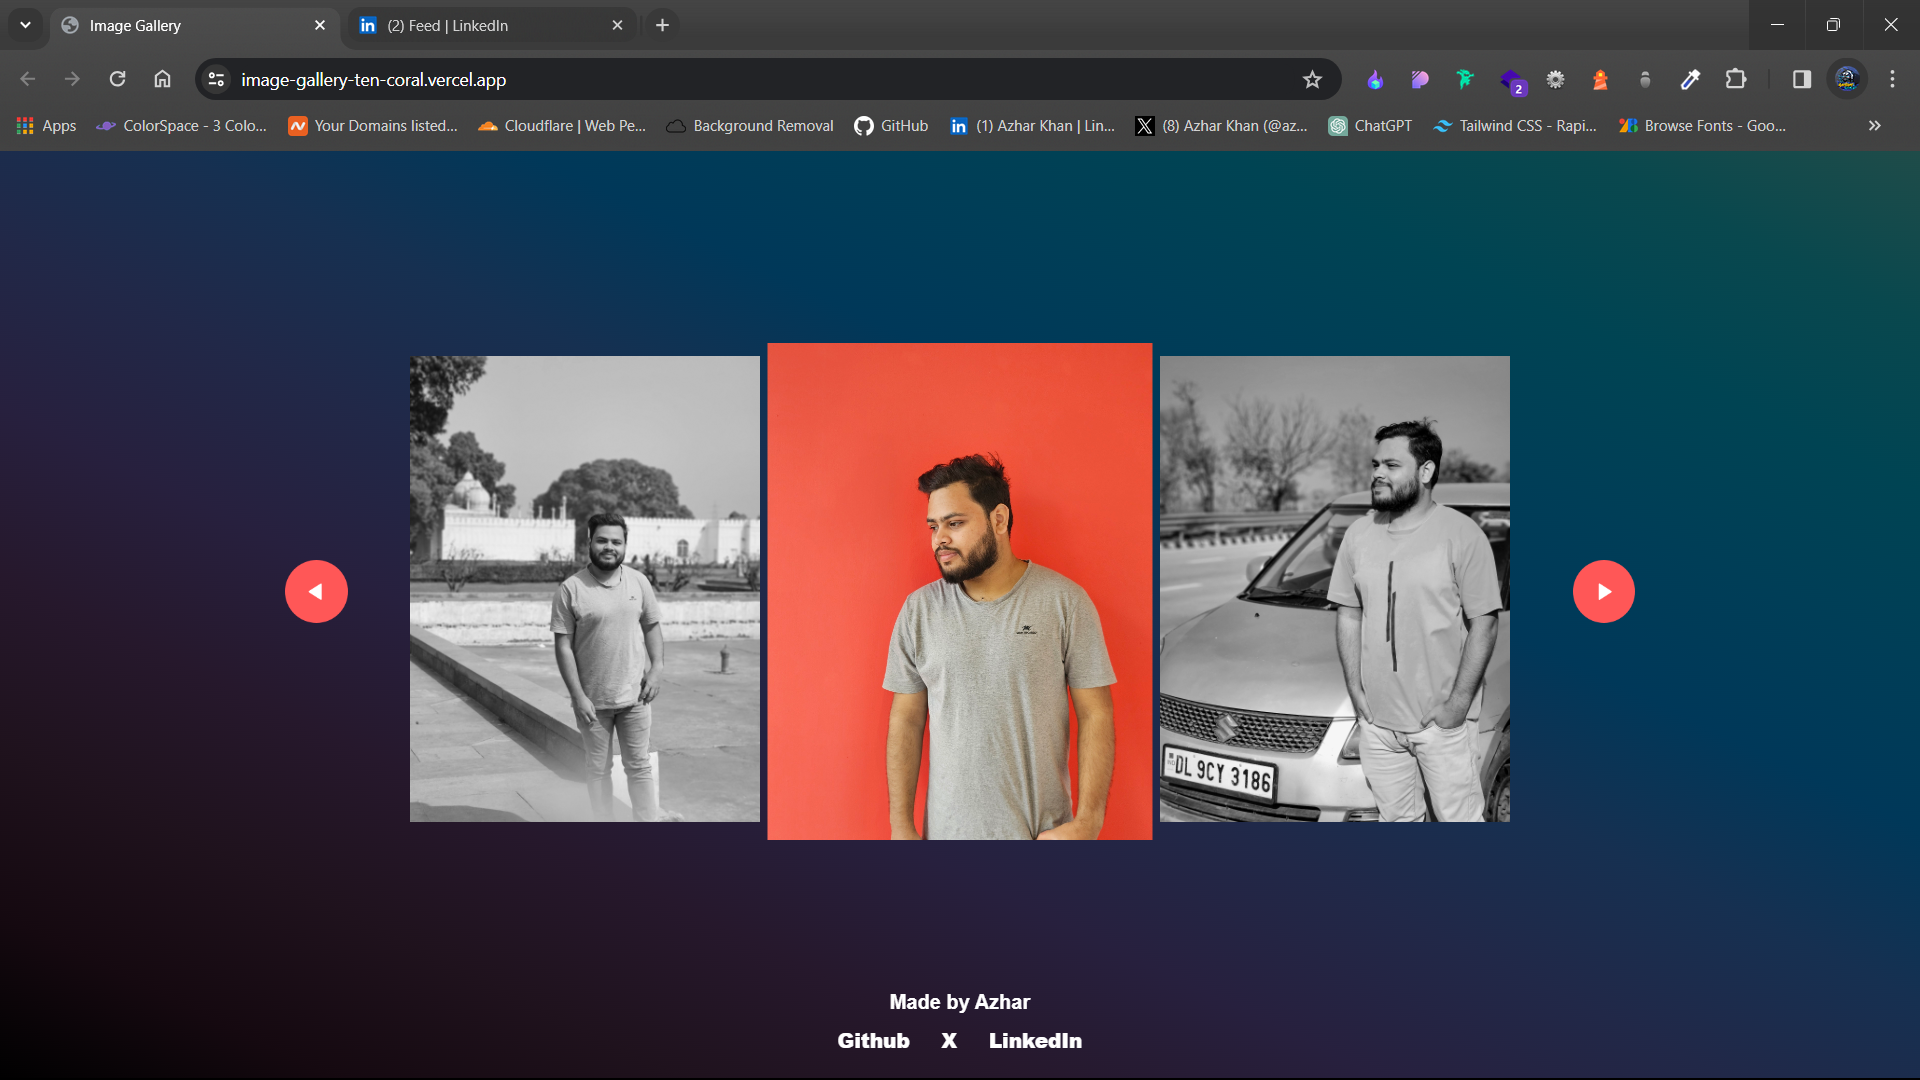 Image Gallery
(2) Feed | LinkedIn
image-gallery-ten-coral.vercel.app
2
Apps
ColorSpace - 3 Colo...
Your Domains listed...
Cloudflare | Web Pe...
Background Removal
GitHub
(1) Azhar Khan | Lin...
(8) Azhar Khan (@az...
ChatGPT
Tailwind CSS - Rapi...
Browse Fonts - Goo...
DL 9CY 3186
Made by Azhar
Github X LinkedIn